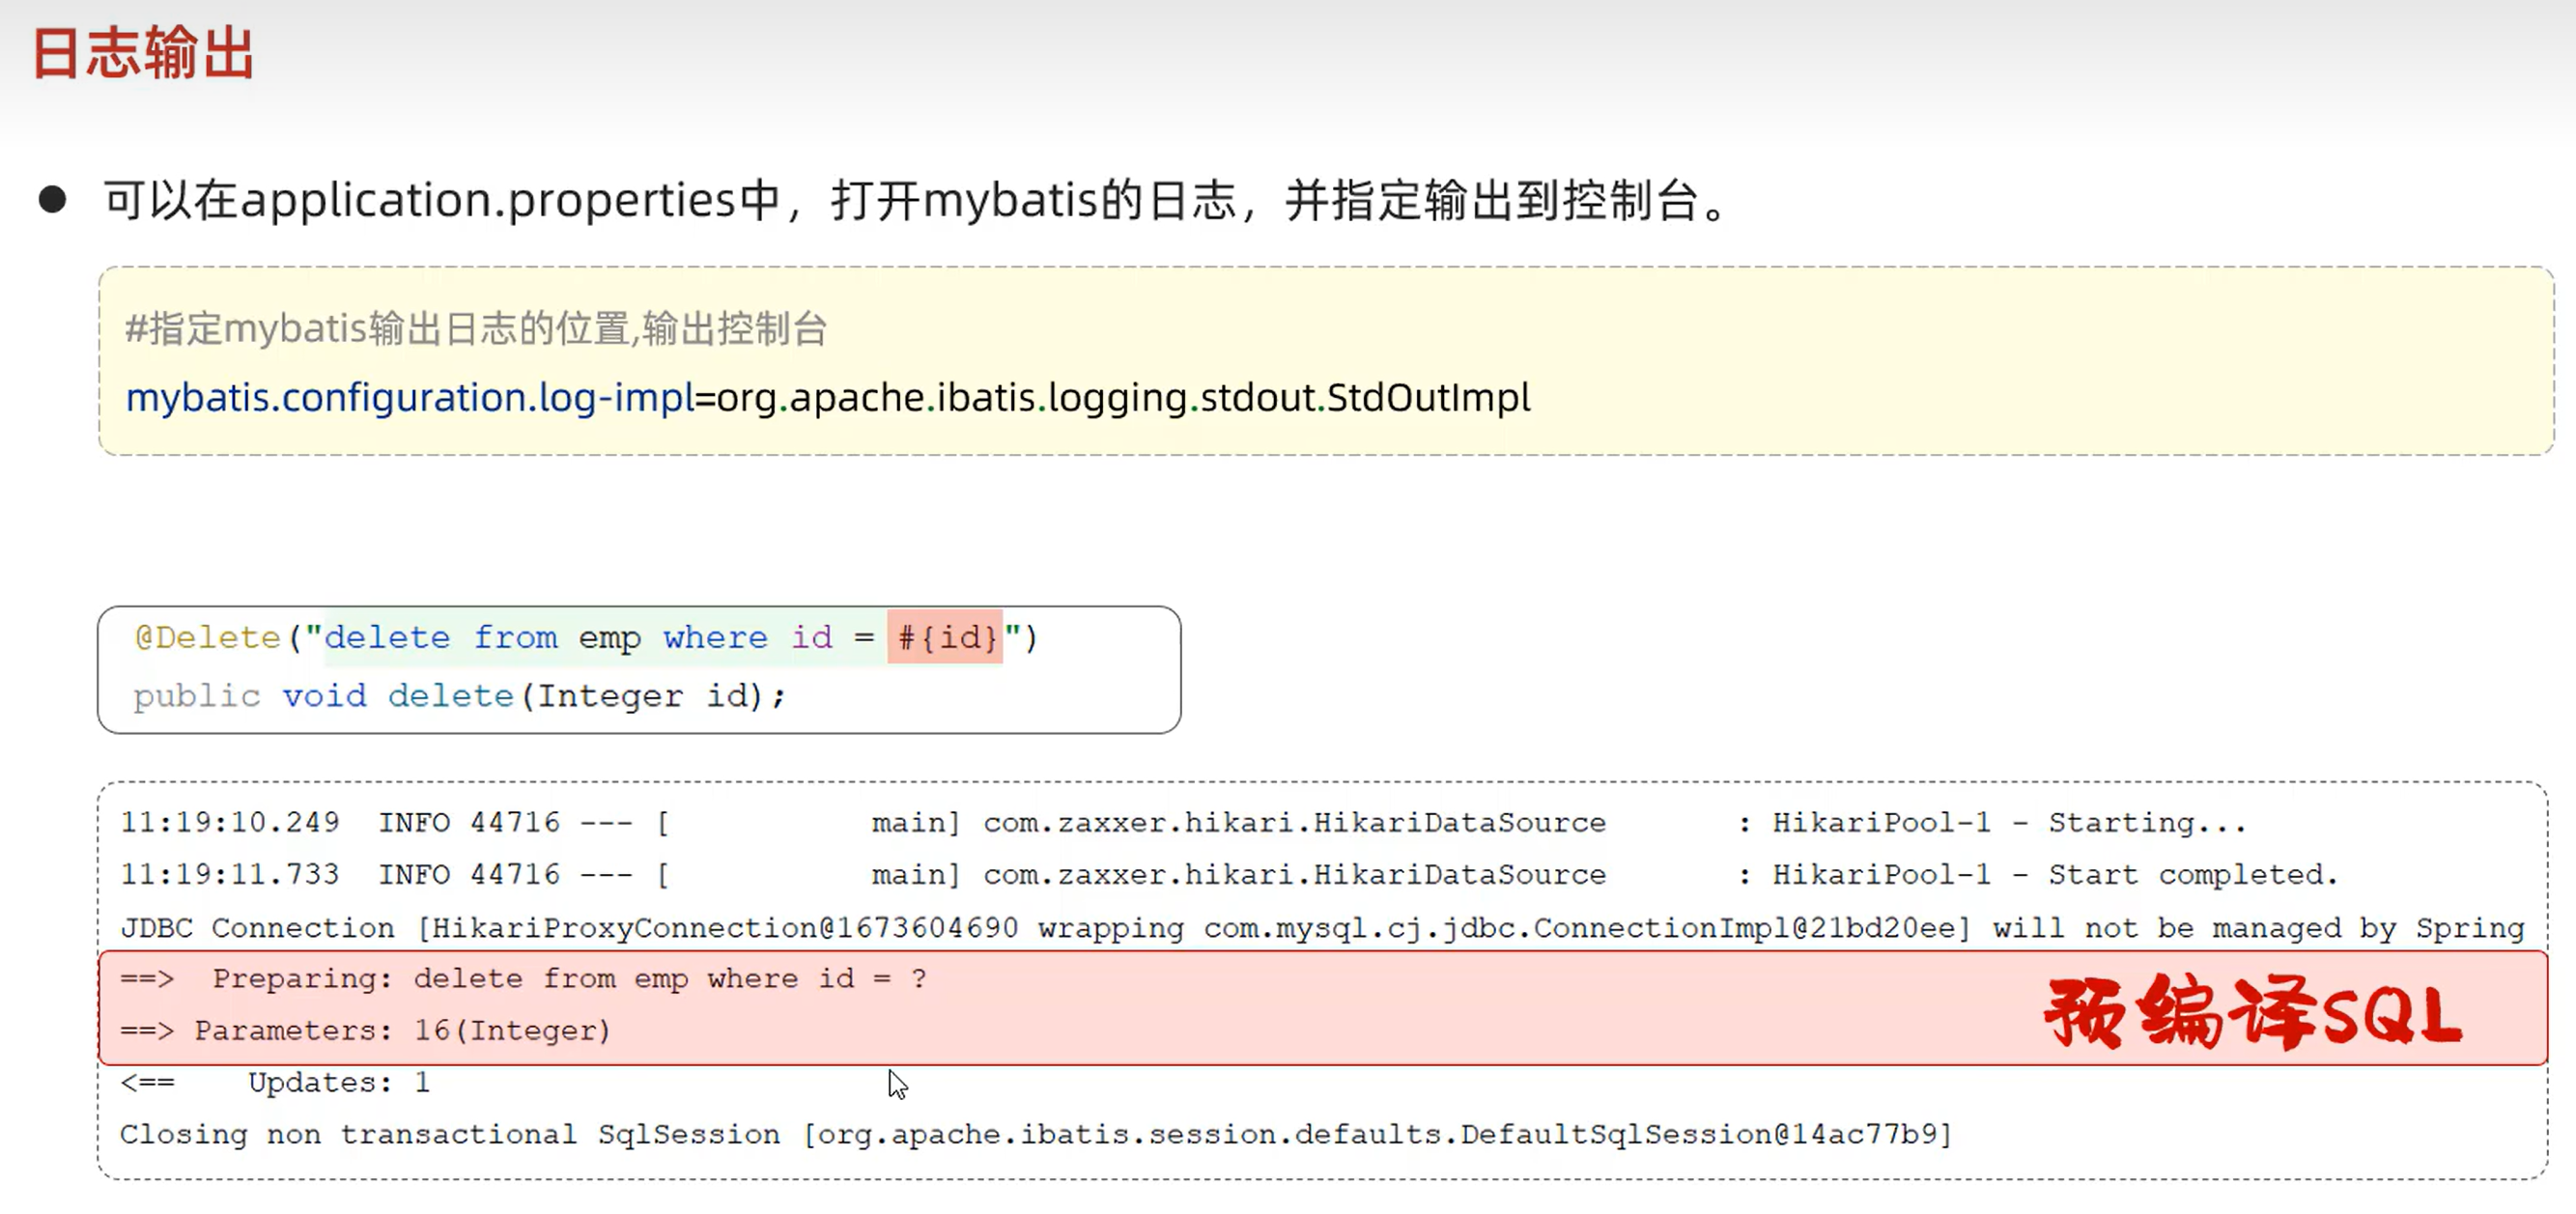 日志输出
● 可以在application.properties中，打开mybatis的日志，并指定输出到控制台。
#指定mybatis输出日志的位置,输出控制台
mybatis.configuration.log-impl=org.apache.ibatis.logging.stdout.StdOutImpl
@Delete("delete from emp where id = #{id}")
public void delete(Integer id);
11:19:10.249  INFO 44716 --- [           main] com.zaxxer.hikari.HikariDataSource       : HikariPool-1 - Starting...
11:19:11.733  INFO 44716 --- [           main] com.zaxxer.hikari.HikariDataSource       : HikariPool-1 - Start completed.
JDBC Connection [HikariProxyConnection@1673604690 wrapping com.mysql.cj.jdbc.ConnectionImpl@21bd20ee] will not be managed by Spring
==>  Preparing: delete from emp where id = ?
==> Parameters: 16(Integer)
预编译SQL
<==    Updates: 1
Closing non transactional SqlSession [org.apache.ibatis.session.defaults.DefaultSqlSession@14ac77b9]